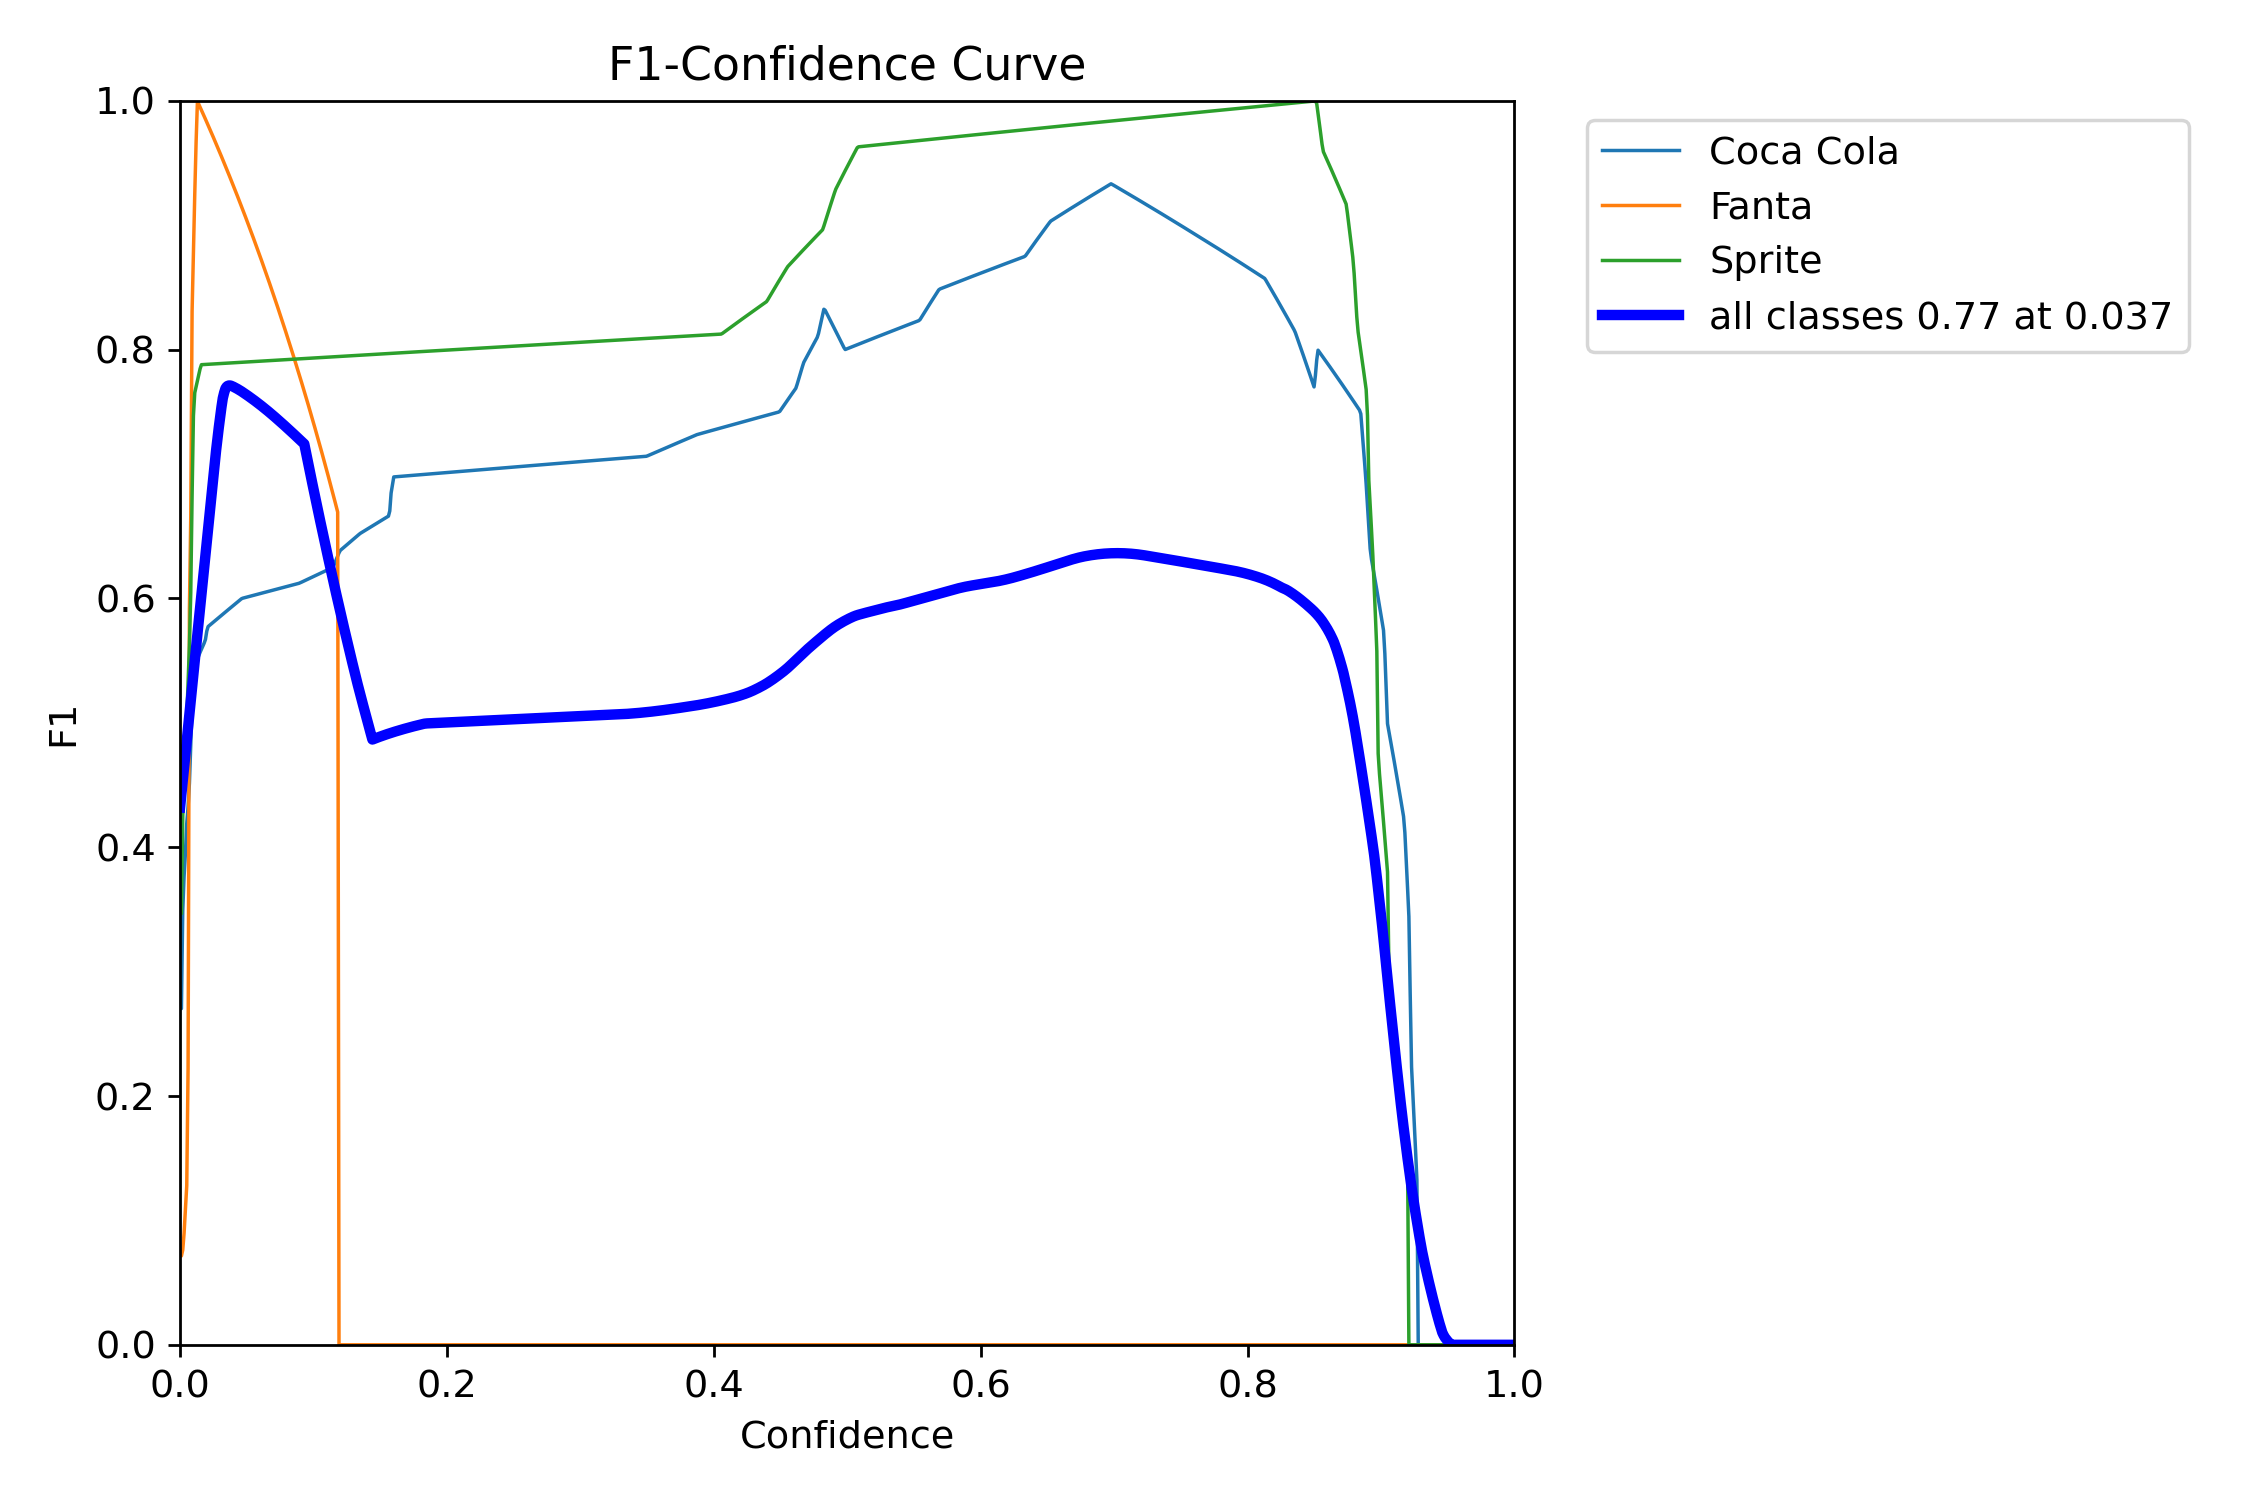 F1-Confidence Curve
1.0
0.8
0.6
0.4
0.2
0.0
F1
0.0 0.2 0.4 0.6 0.8 1.0
Confidence
Coca Cola
Fanta
Sprite
all classes 0.77 at 0.037